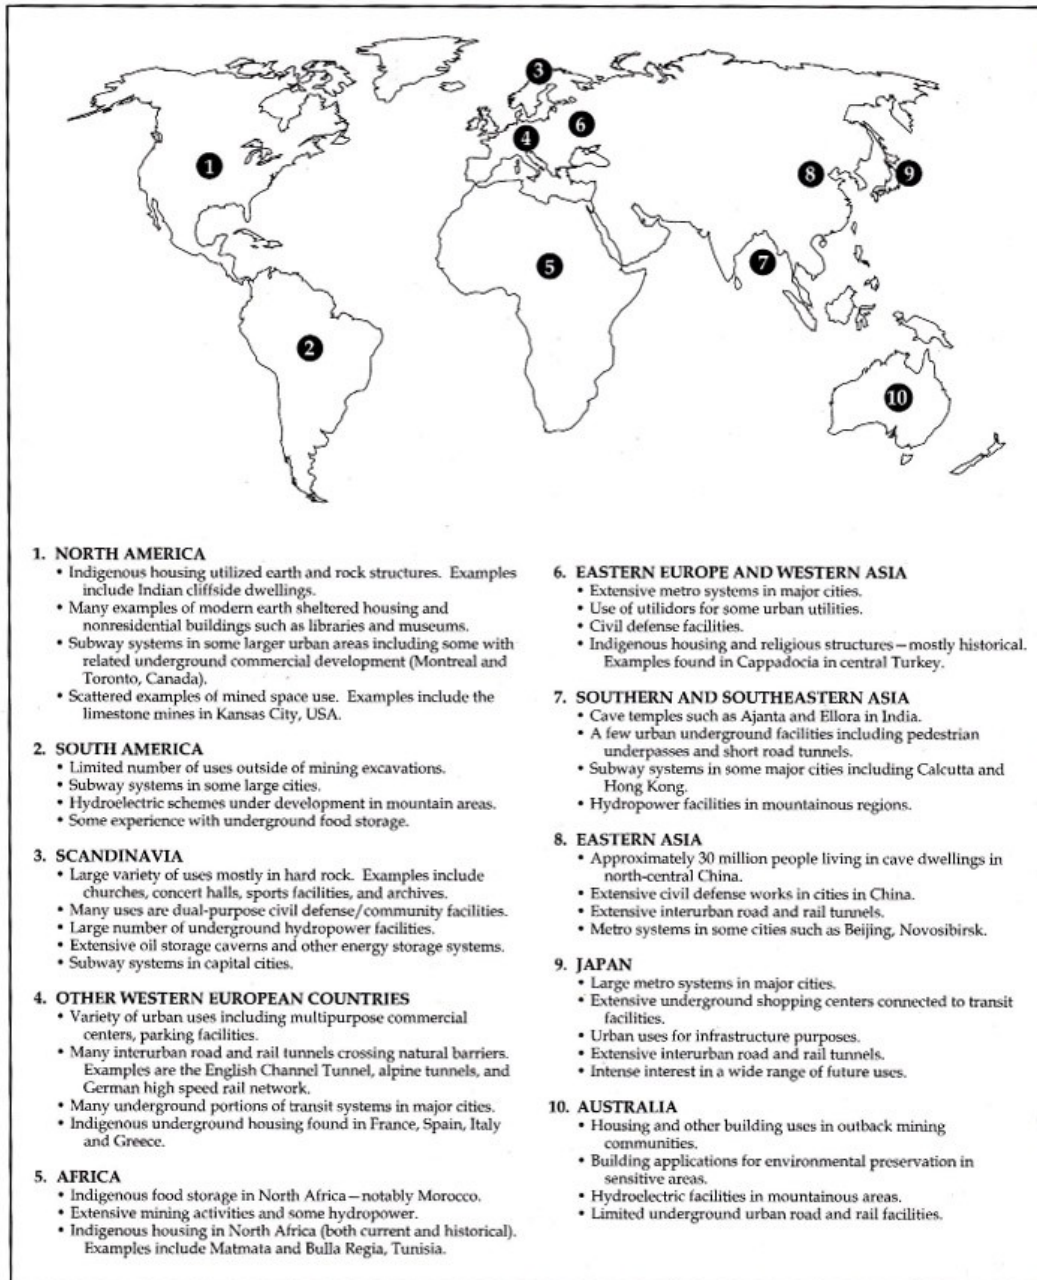 3
6
4
1
8
9
5
7
2
10
1. NORTH AMERICA
• Indigenous housing utilized earth and rock structures. Examples
include Indian cliffside dwellings.
• Many examples of modern earth sheltered housing and
nonresidential buildings such as libraries and museums.
• Subway systems in some larger urban areas including some with
related underground commercial development (Montreal and
Toronto, Canada).
• Scattered examples of mined space use. Examples include the
limestone mines in Kansas City, USA.
2. SOUTH AMERICA
• Limited number of uses outside of mining excavations.
• Subway systems in some large cities.
• Hydroelectric schemes under development in mountain areas.
• Some experience with underground food storage.
3. SCANDINAVIA
• Large variety of uses mostly in hard rock. Examples include
churches, concert halls, sports facilities, and archives.
• Many uses are dual-purpose civil defense/community facilities.
• Large number of underground hydropower facilities.
• Extensive oil storage caverns and other energy storage systems.
• Subway systems in capital cities.
4. OTHER WESTERN EUROPEAN COUNTRIES
• Variety of urban uses including multipurpose commercial
centers, parking facilities.
• Many interurban road and rail tunnels crossing natural barriers.
Examples are the English Channel Tunnel, alpine tunnels, and
German high speed rail network.
• Many underground portions of transit systems in major cities.
• Indigenous underground housing found in France, Spain, Italy
and Greece.
5. AFRICA
• Indigenous food storage in North Africa—notably Morocco.
• Extensive mining activities and some hydropower.
• Indigenous housing in North Africa (both current and historical).
Examples include Matmata and Bulla Regia, Tunisia.
6. EASTERN EUROPE AND WESTERN ASIA
• Extensive metro systems in major cities.
• Use of utilidors for some urban utilities.
• Civil defense facilities.
• Indigenous housing and religious structures—mostly historical.
Examples found in Cappadocia in central Turkey.
7. SOUTHERN AND SOUTHEASTERN ASIA
• Cave temples such as Ajanta and Ellora in India.
• A few urban underground facilities including pedestrian
underpasses and short road tunnels.
• Subway systems in some major cities including Calcutta and
Hong Kong.
• Hydropower facilities in mountainous regions.
8. EASTERN ASIA
• Approximately 30 million people living in cave dwellings in
north-central China.
• Extensive civil defense works in cities in China.
• Extensive interurban road and rail tunnels.
• Metro systems in some cities such as Beijing, Novosibirsk.
9. JAPAN
• Large metro systems in major cities.
• Extensive underground shopping centers connected to transit
facilities.
• Urban uses for infrastructure purposes.
• Extensive interurban road and rail tunnels.
• Intense interest in a wide range of future uses.
10. AUSTRALIA
• Housing and other building uses in outback mining
communities.
• Building applications for environmental preservation in
sensitive areas.
• Hydroelectric facilities in mountainous areas.
• Limited underground urban road and rail facilities.